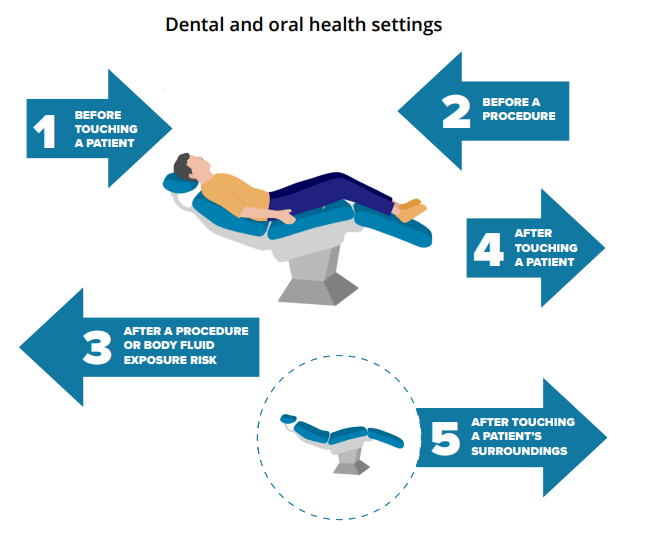 Dental and oral health settings
1
BEFORE
TOUCHING
A PATIENT
2
BEFORE A
PROCEDURE
3
AFTER A PROCEDURE
OR BODY FLUID
EXPOSURE RISK
4
AFTER
TOUCHING
A PATIENT
5
AFTER TOUCHING
A PATIENT'S
SURROUNDINGS